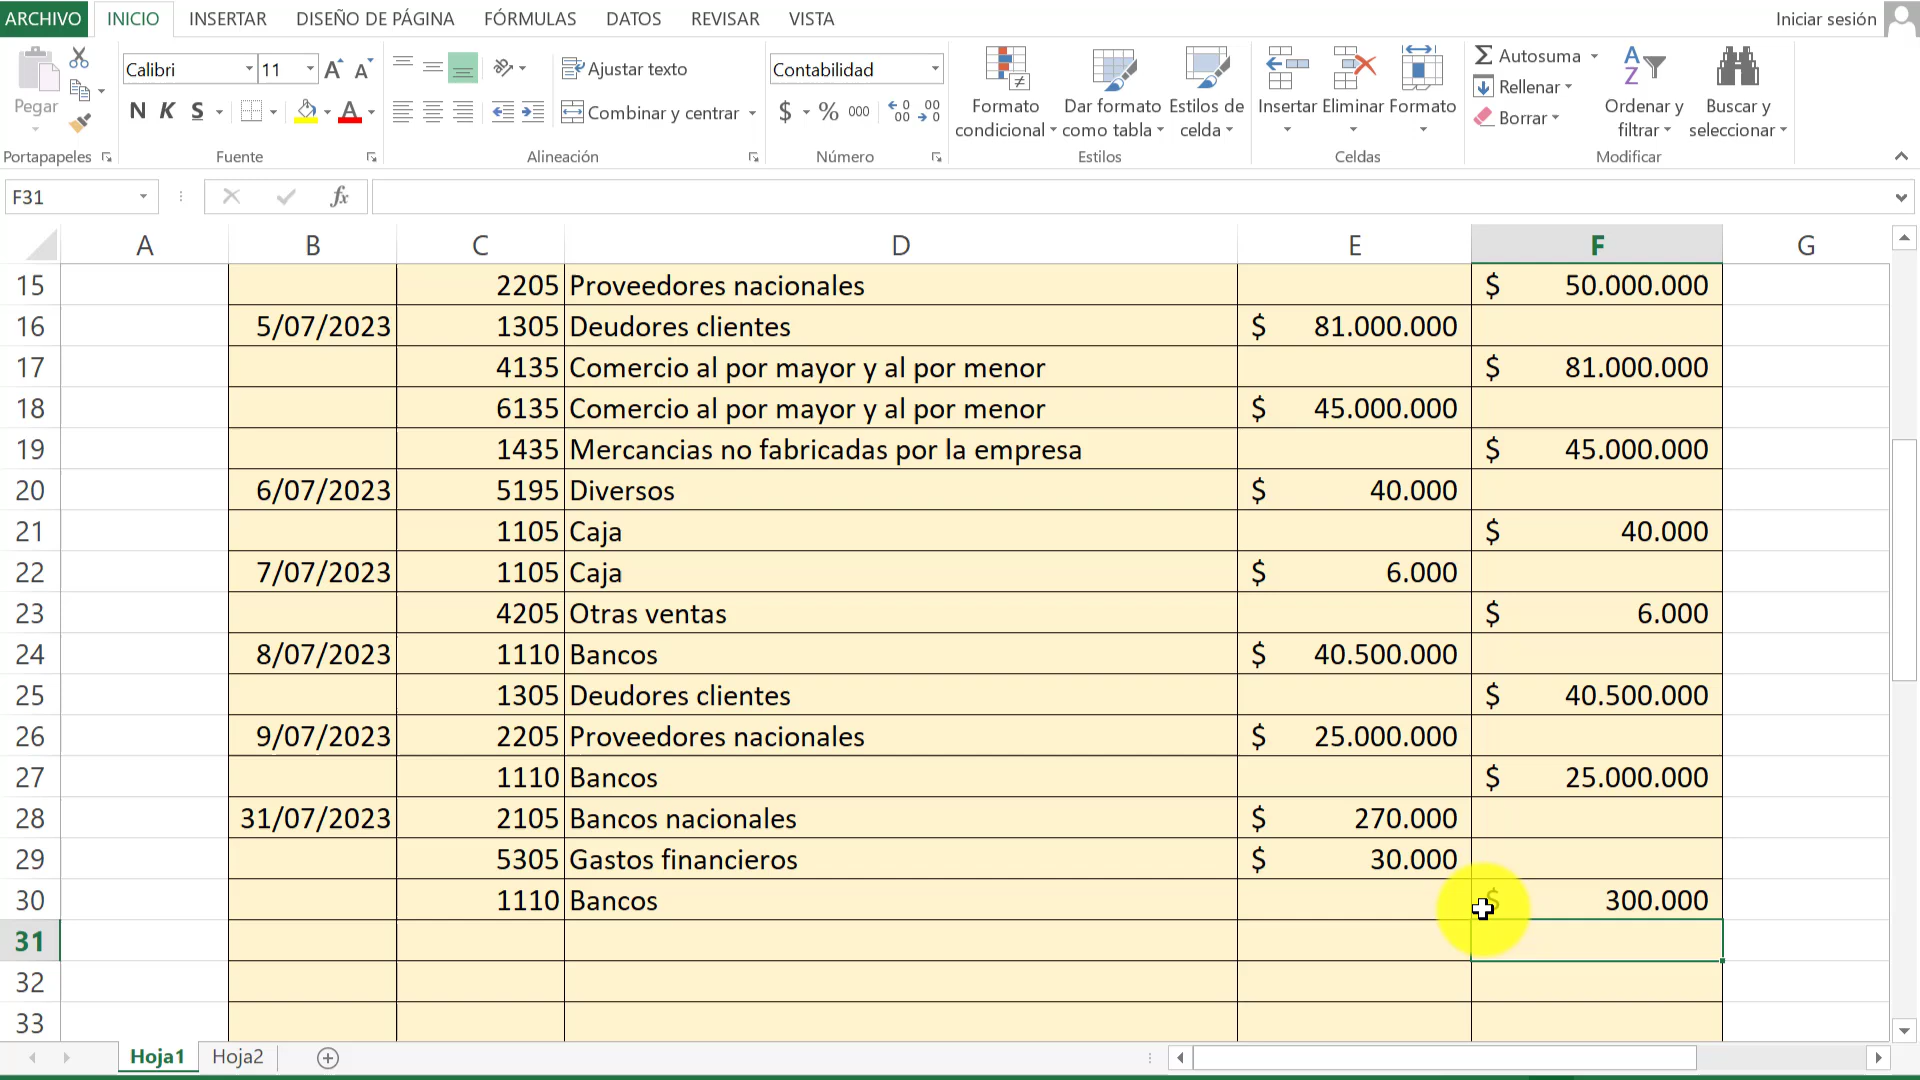 ARCHIVO INICIO INSERTAR DISEÑO DE PÁGINA FÓRMULAS DATOS REVISAR VISTA Iniciar sesión
Pegar
Portapapeles
Calibri 11
N K S A
Fuente
Ajustar texto
Combinar y centrar
Alineación
Contabilidad
$ % 000
Número
Formato condicional
Dar formato como tabla
Estilos de celda
Estilos
Insertar Eliminar Formato
Celdas
Autosuma
Rellenar
Borrar
Ordenar y filtrar
Buscar y seleccionar
Modificar
F31 fx
A B C D E F G
15 2205 Proveedores nacionales $ 50.000.000
16 5/07/2023 1305 Deudores clientes $ 81.000.000
17 4135 Comercio al por mayor y al por menor $ 81.000.000
18 6135 Comercio al por mayor y al por menor $ 45.000.000
19 1435 Mercancias no fabricadas por la empresa $ 45.000.000
20 6/07/2023 5195 Diversos $ 40.000
21 1105 Caja $ 40.000
22 7/07/2023 1105 Caja $ 6.000
23 4205 Otras ventas $ 6.000
24 8/07/2023 1110 Bancos $ 40.500.000
25 1305 Deudores clientes $ 40.500.000
26 9/07/2023 2205 Proveedores nacionales $ 25.000.000
27 1110 Bancos $ 25.000.000
28 31/07/2023 2105 Bancos nacionales $ 270.000
29 5305 Gastos financieros $ 30.000
30 1110 Bancos $ 300.000
31
32
33
Hoja1 Hoja2